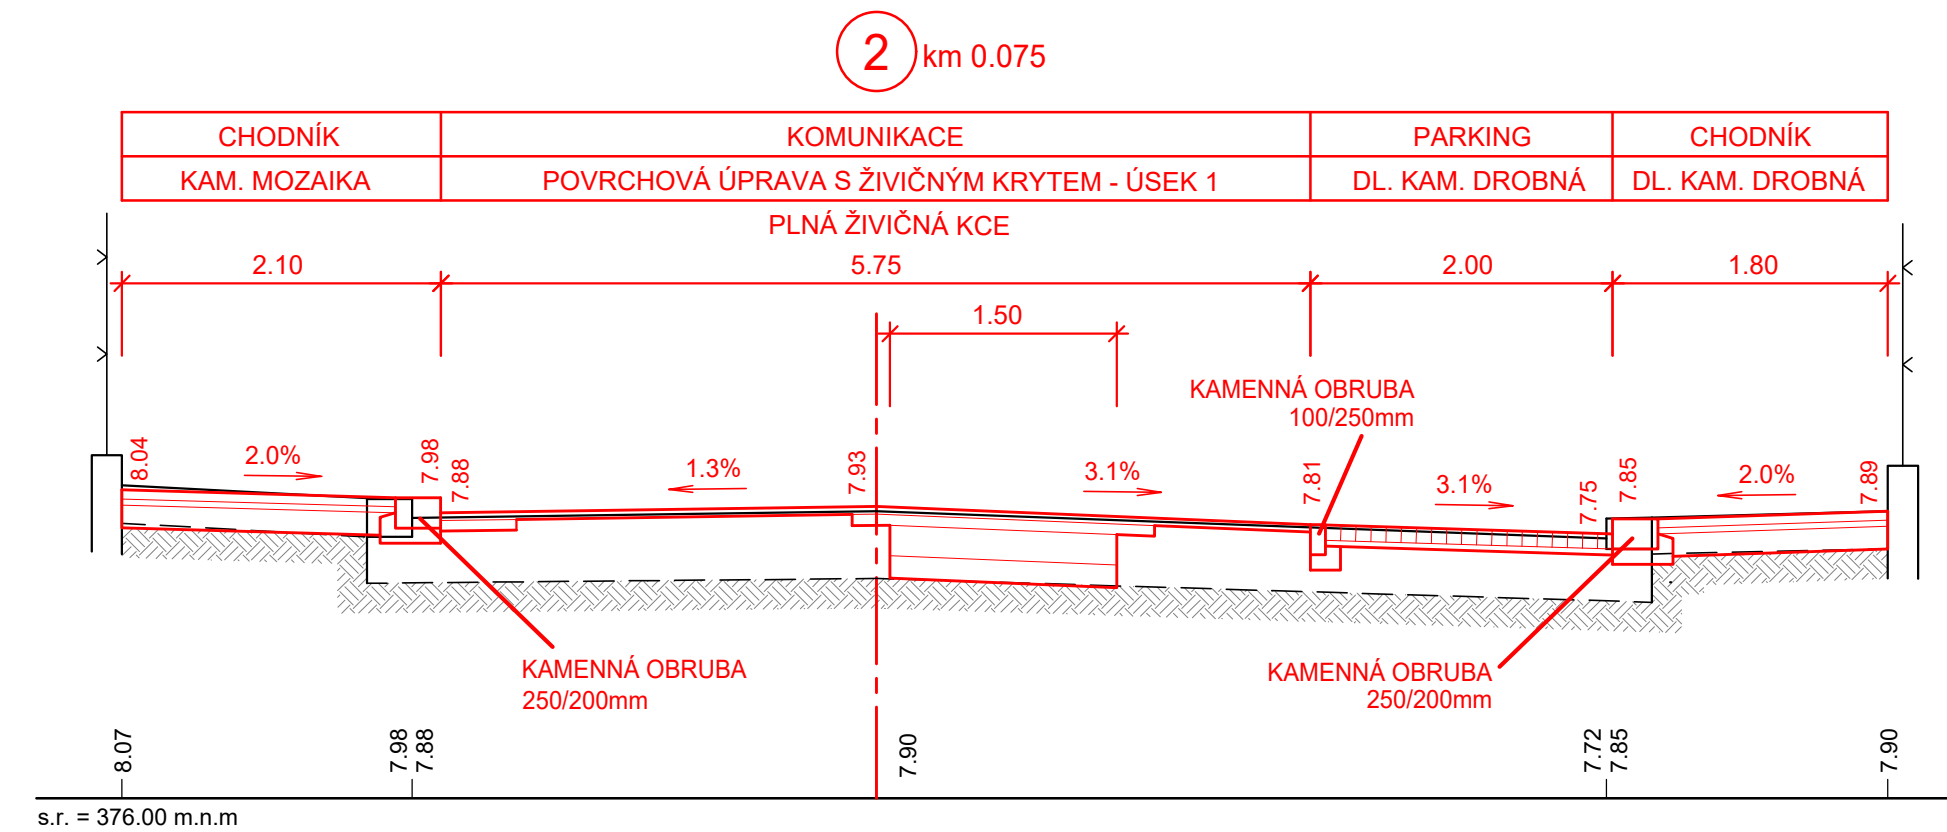 2 km 0.075
CHODNÍK KOMUNIKACE PARKING CHODNÍK
KAM. MOZAIKA POVRCHOVÁ ÚPRAVA S ŽIVIČNÝM KRYTEM - ÚSEK 1 DL. KAM. DROBNÁ DL. KAM. DROBNÁ
PLNÁ ŽIVIČNÁ KCE
2.10 5.75 2.00 1.80
1.50
KAMENNÁ OBRUBA
100/250mm
8.04 2.0% 7.98 7.88 1.3% 7.93 3.1% 7.81 3.1% 7.75 7.85 2.0% 7.89
KAMENNÁ OBRUBA
250/200mm
KAMENNÁ OBRUBA
250/200mm
8.07 7.98 7.88 7.90 7.72 7.85 7.90
s.r. = 376.00 m.n.m